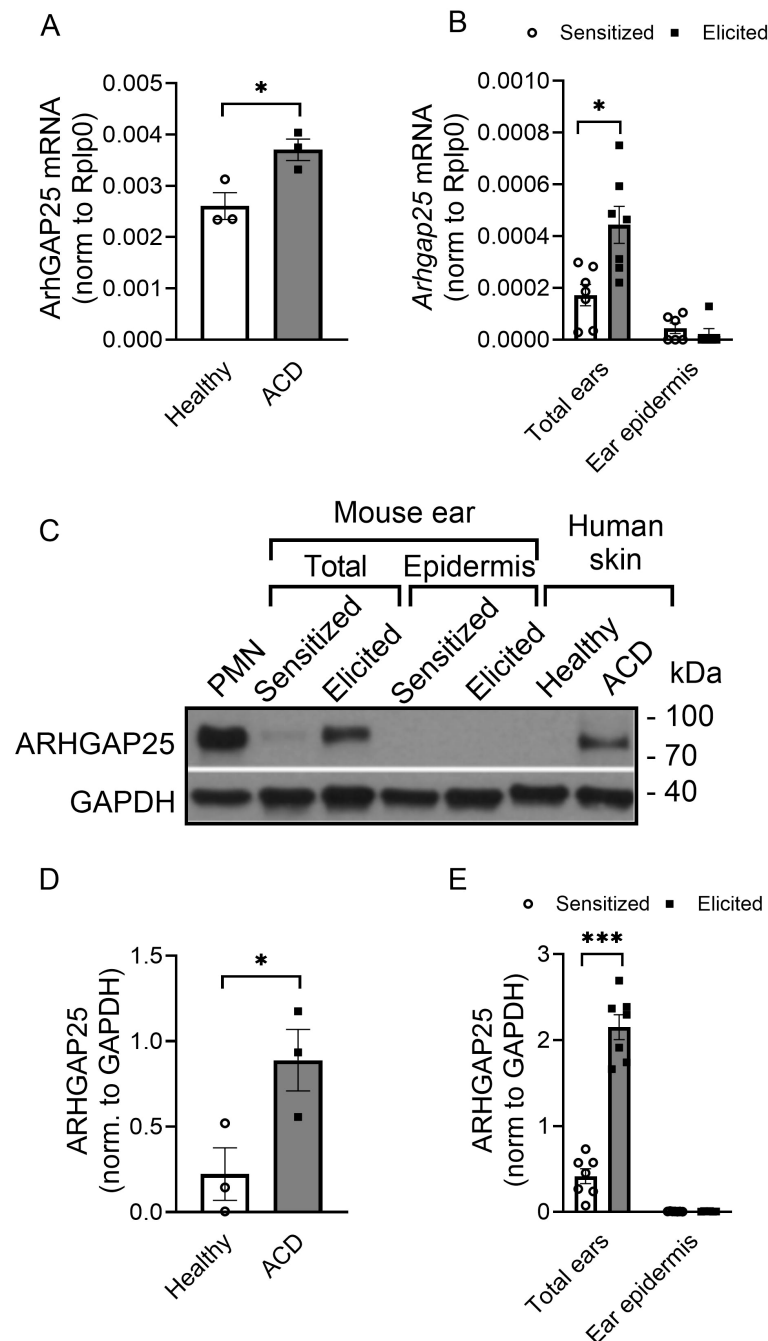 A
ArhGAP25 mRNA
(norm to Rplp0)
0.005
0.004
0.003
0.002
0.001
0.000
*
Healthy
ACD
B
Sensitized
Elicited
Arhgap25 mRNA
(norm to Rplp0)
0.0010
0.0008
0.0006
0.0004
0.0002
0.0000
*
Total ears
Ear epidermis
C
Mouse ear
Human
skin
Total
Epidermis
PMN
Sensitized
Elicited
Sensitized
Elicited
Healthy
ACD
kDa
ARHGAP25
GAPDH
- 100
- 70
- 40
D
ARHGAP25
(norm. to GAPDH)
1.5
1.0
0.5
0.0
*
Healthy
ACD
E
Sensitized
Elicited
ARHGAP25
(norm to GAPDH)
3
2
1
0
***
Total ears
Ear epidermis